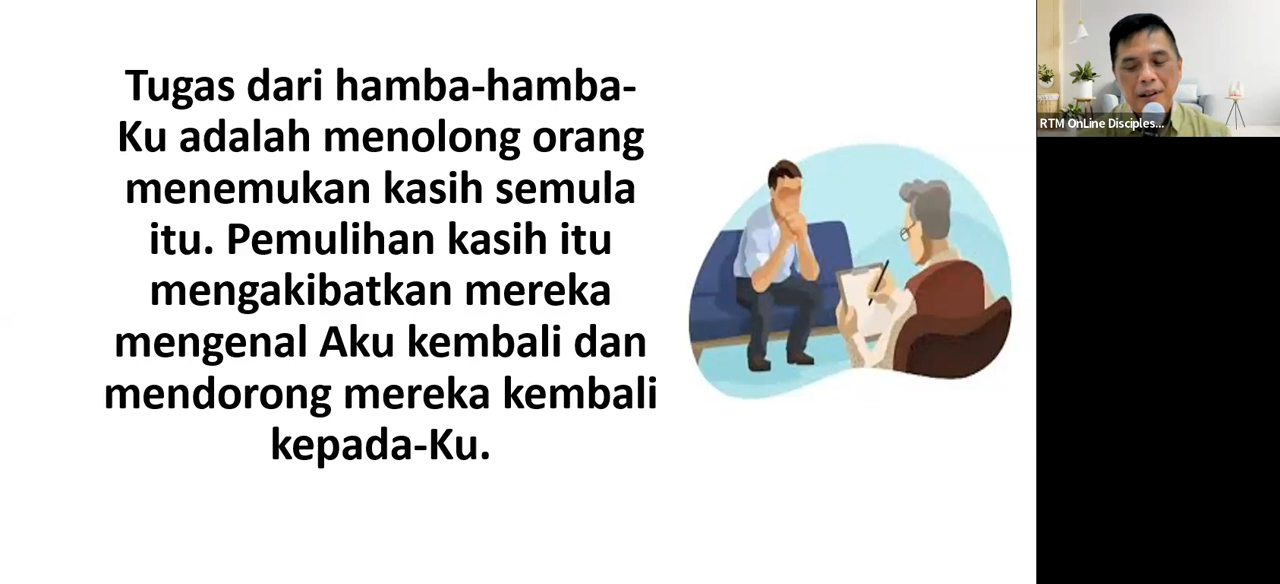 Tugas dari hamba-hamba-
Ku adalah menolong orang
menemukan kasih semula
itu. Pemulihan kasih itu
mengakibatkan mereka
mengenal Aku kembali dan
mendorong mereka kembali
kepada-Ku.
RTM OnLine Disciples...